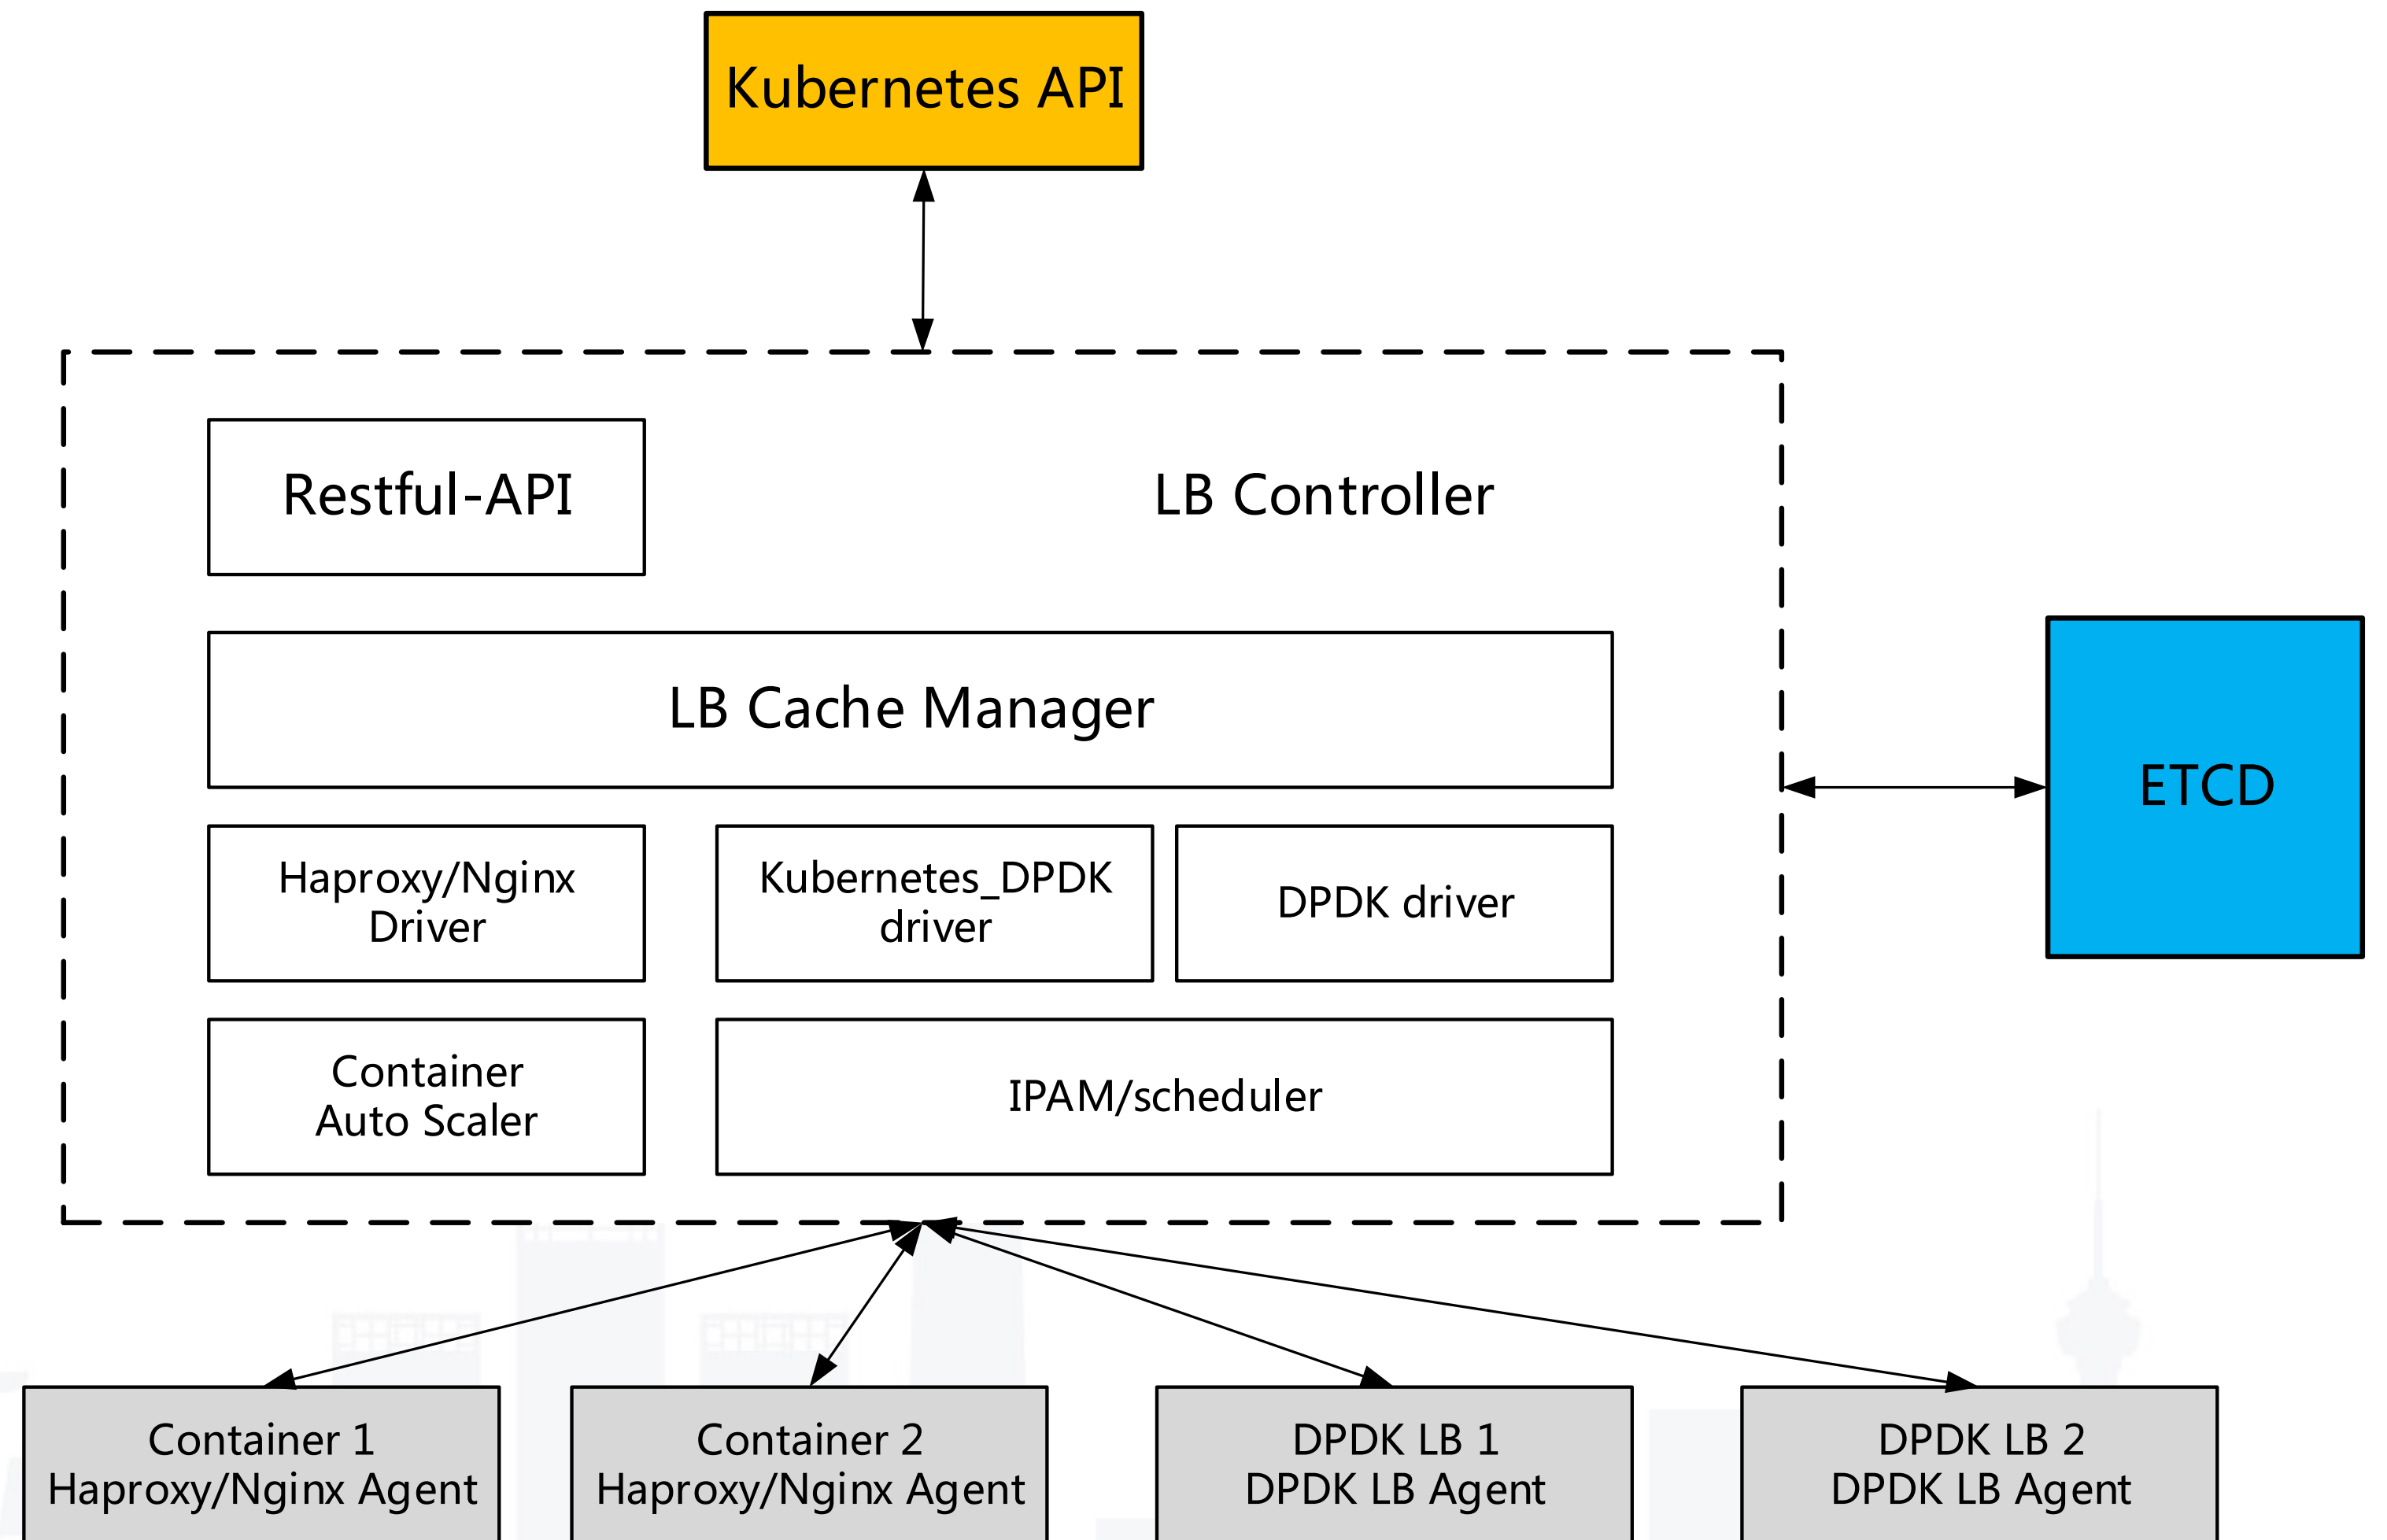 Kubernetes API
Restful-API
LB Controller
LB Cache Manager
ETCD
Haproxy/Nginx
Driver
Kubernetes_DPDK
driver
DPDK driver
Container
Auto Scaler
IPAM/scheduler
Container 1
Haproxy/Nginx Agent
Container 2
Haproxy/Nginx Agent
DPDK LB 1
DPDK LB Agent
DPDK LB 2
DPDK LB Agent